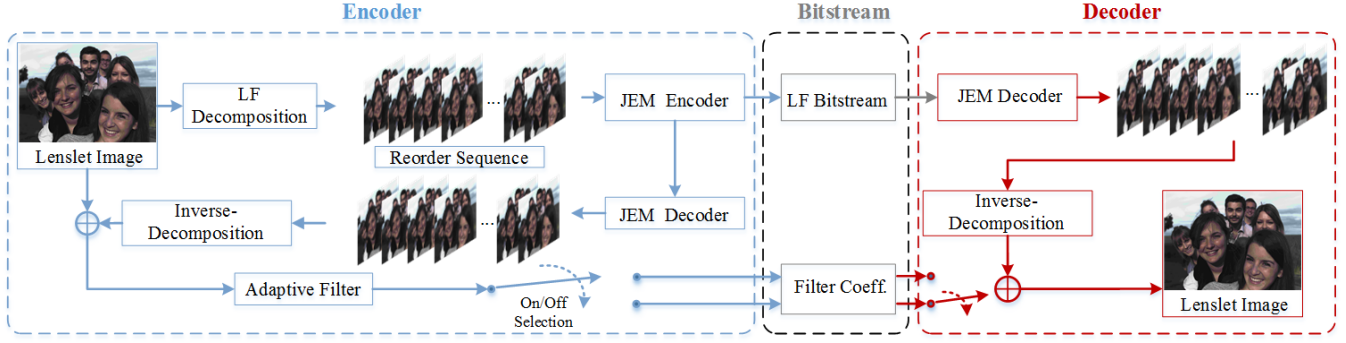 Encoder
Bitstream
Decoder
LF
Decomposition
...
JEM Encoder
LF Bitstream
JEM Decoder
...
Lenslet Image
Reorder Sequence
Inverse-
Decomposition
...
JEM Decoder
Inverse-
Decomposition
Adaptive Filter
On/Off
Selection
Filter Coeff.
Lenslet Image